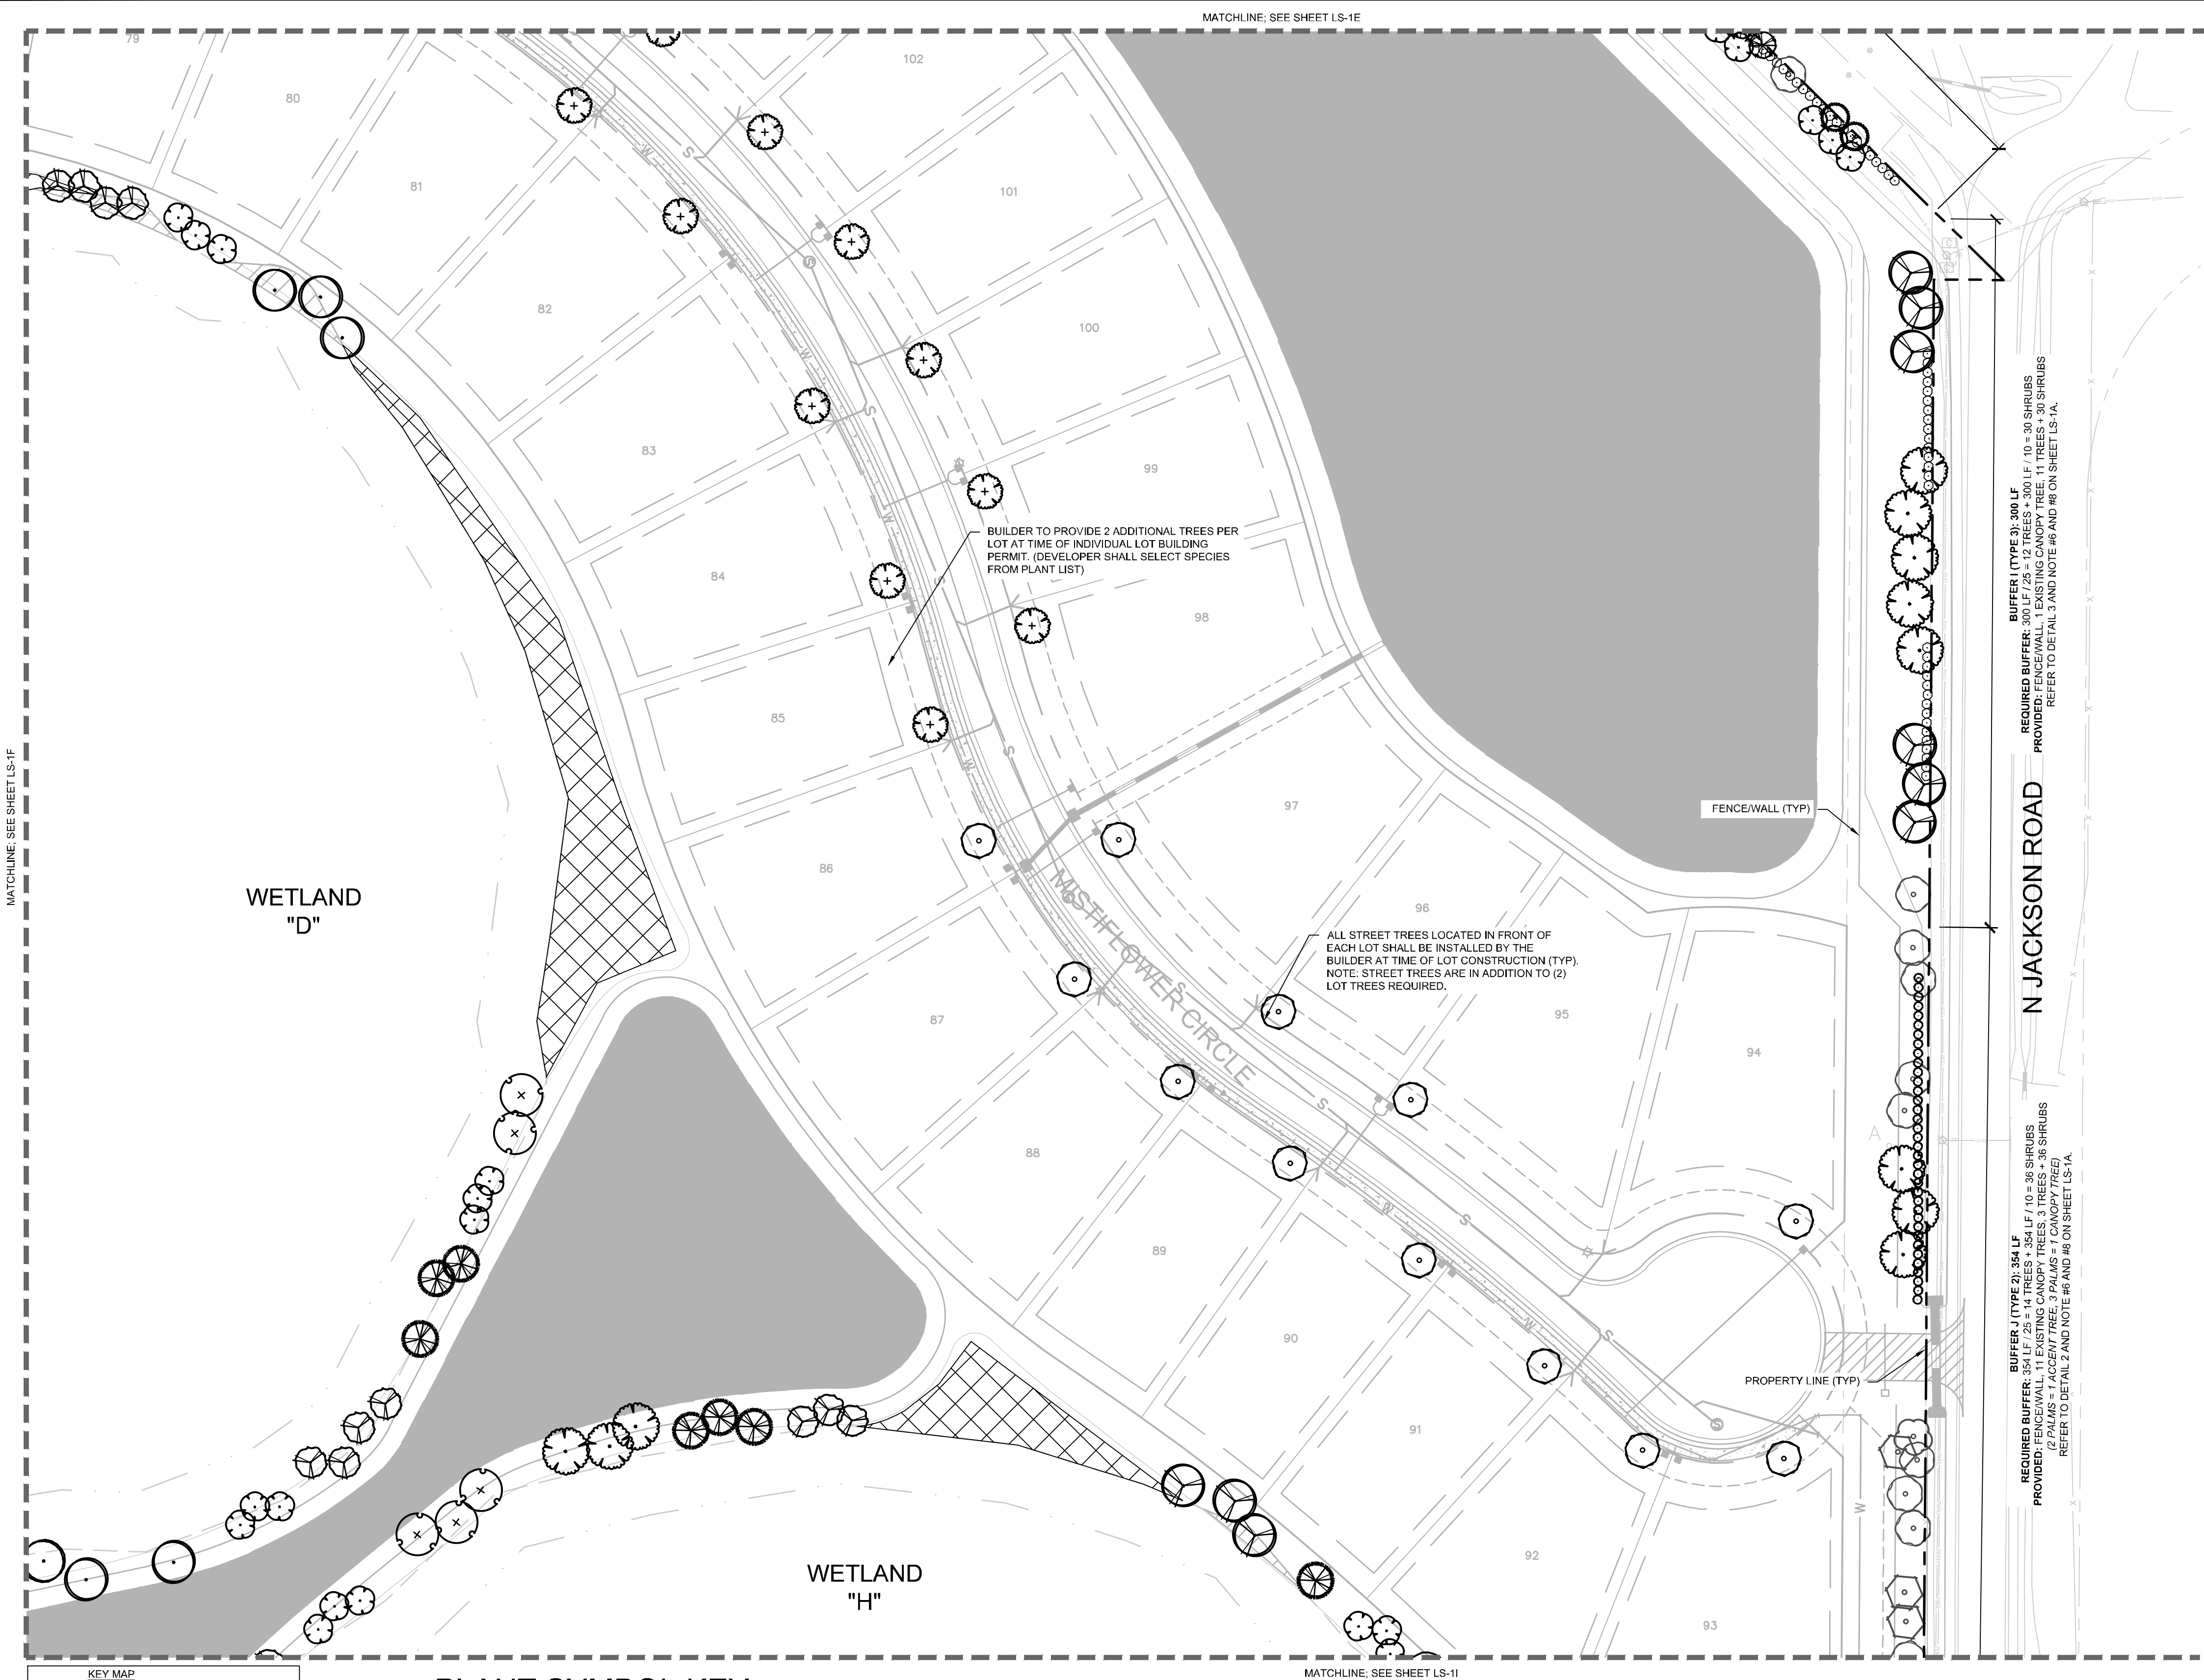 MATCHLINE; SEE SHEET LS-1E
79
80
81
82
83
84
85
86
87
88
89
90
91
92
93
94
95
96
97
98
99
100
101
102
BUILDER TO PROVIDE 2 ADDITIONAL TREES PER
LOT AT TIME OF INDIVIDUAL LOT BUILDING
PERMIT. (DEVELOPER SHALL SELECT SPECIES
FROM PLANT LIST)
FENCE/WALL (TYP)
WETLAND
"D"
MISTIFLOWER CIRCLE
ALL STREET TREES LOCATED IN FRONT OF
EACH LOT SHALL BE INSTALLED BY THE
BUILDER AT TIME OF LOT CONSTRUCTION (TYP).
NOTE: STREET TREES ARE IN ADDITION TO (2)
LOT TREES REQUIRED.
PROPERTY LINE (TYP)
WETLAND
"H"
MATCHLINE; SEE SHEET LS-1F
N JACKSON ROAD
BUFFER I (TYPE 3): 300 LF
REQUIRED BUFFER: 300 LF / 25 = 12 TREES + 300 LF / 10 = 30 SHRUBS
PROVIDED: FENCE/WALL, 1 EXISTING CANOPY TREE, 11 TREES + 30 SHRUBS
REFER TO DETAIL 3 AND NOTE #6 AND #8 ON SHEET LS-1A.
BUFFER J (TYPE 2): 354 LF
REQUIRED BUFFER: 354 LF / 25 = 14 TREES + 354 LF / 10 = 36 SHRUBS
PROVIDED: FENCE/WALL, 11 EXISTING CANOPY TREES, 3 TREES + 36 SHRUBS
(2 PALMS = 1 ACCENT TREE, 3 PALMS = 1 CANOPY TREE)
REFER TO DETAIL 2 AND NOTE #6 AND #8 ON SHEET LS-1A.
KEY MAP
PLANT SYMBOL KEY
MATCHLINE; SEE SHEET LS-1I